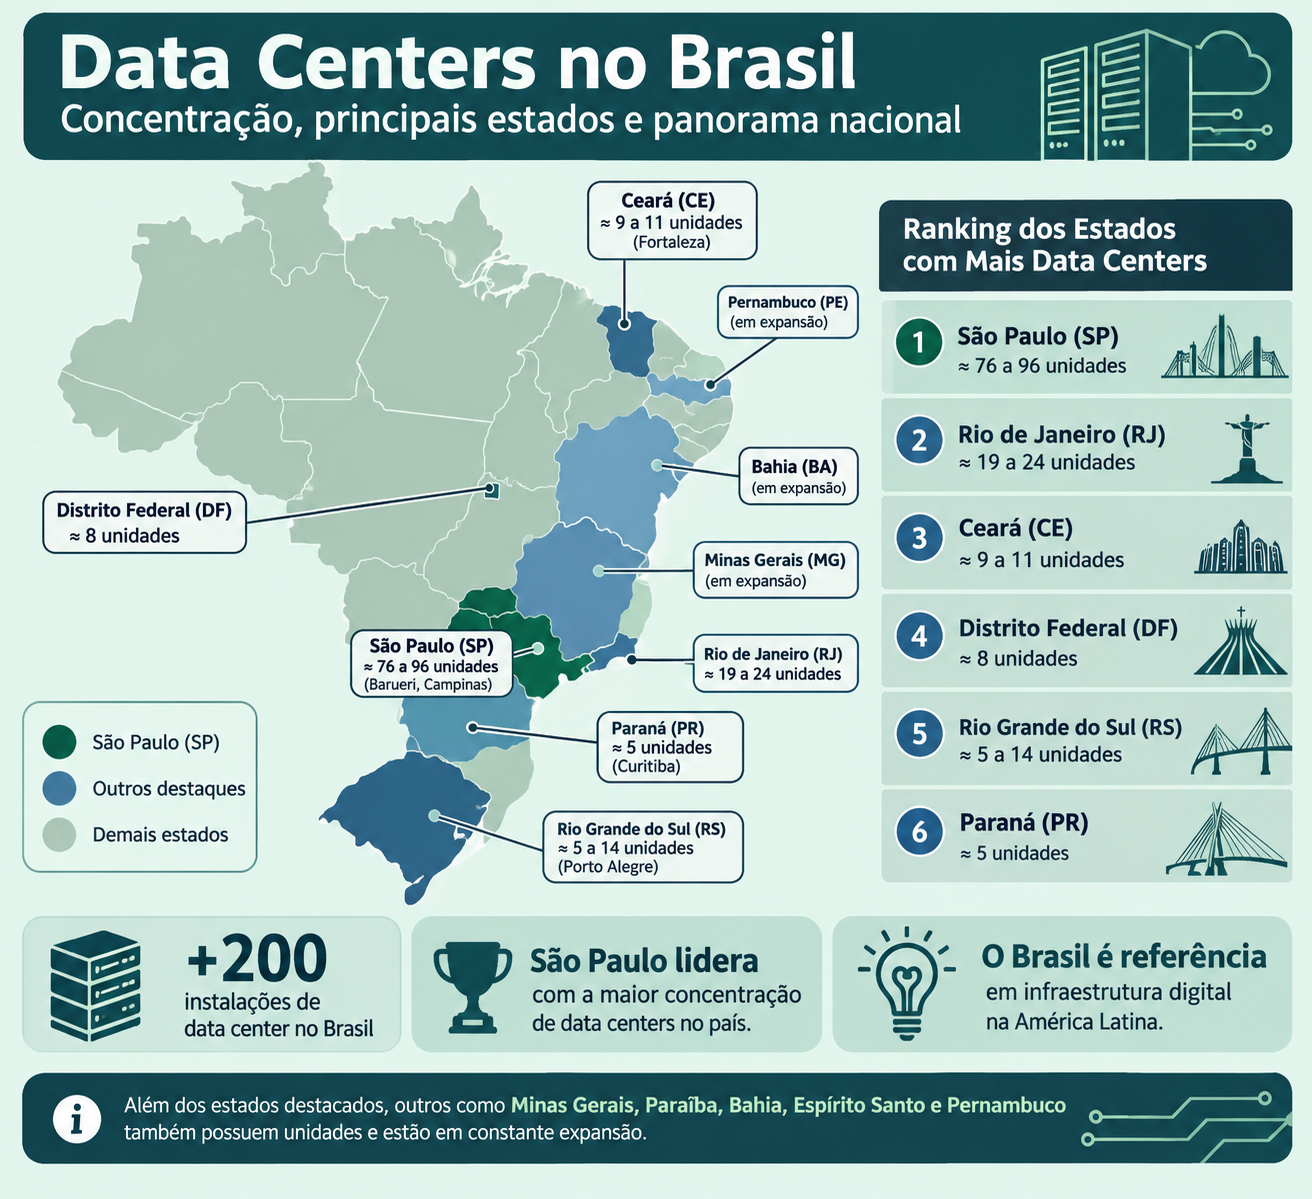 Data Centers no Brasil
Concentração, principais estados e panorama nacional
Ceará (CE)
≈ 9 a 11 unidades
(Fortaleza)
Pernambuco (PE)
(em expansão)
Bahia (BA)
(em expansão)
Distrito Federal (DF)
≈ 8 unidades
Minas Gerais (MG)
(em expansão)
São Paulo (SP)
≈ 76 a 96 unidades
(Barueri, Campinas)
Rio de Janeiro (RJ)
≈ 19 a 24 unidades
Paraná (PR)
≈ 5 unidades
(Curitiba)
Rio Grande do Sul (RS)
≈ 5 a 14 unidades
(Porto Alegre)
São Paulo (SP)
Outros destaques
Demais estados
Ranking dos Estados
com Mais Data Centers
1
São Paulo (SP)
≈ 76 a 96 unidades
2
Rio de Janeiro (RJ)
≈ 19 a 24 unidades
3
Ceará (CE)
≈ 9 a 11 unidades
4
Distrito Federal (DF)
≈ 8 unidades
5
Rio Grande do Sul (RS)
≈ 5 a 14 unidades
6
Paraná (PR)
≈ 5 unidades
+200
instalações de
data center no Brasil
São Paulo lidera
com a maior concentração
de data centers no país.
O Brasil é referência
em infraestrutura digital
na América Latina.
i
Além dos estados destacados, outros como Minas Gerais, Paraîba, Bahia, Espírito Santo e Pernambuco
também possuem unidades e estão em constante expansão.